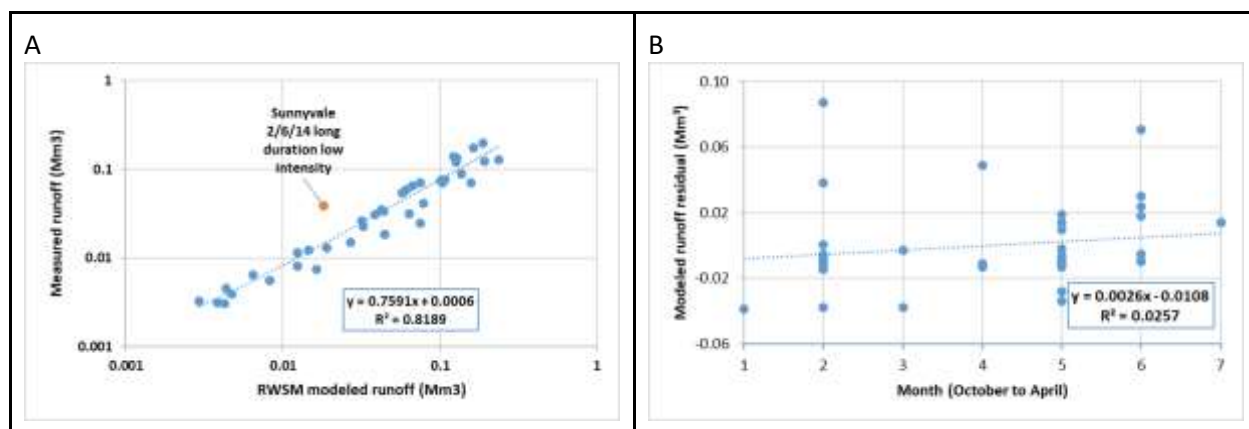 A
Measured runoff (Mm3)
1
0.1
0.01
0.001
Sunnyvale
2/6/14 long
duration low
intensity
y = 0.7591x + 0.0006
R² = 0.8189
0.001
0.01
0.1
1
RWSM modeled runoff (Mm3)
B
Modeled runoff residual (Mm³)
0.10
0.06
0.02
-0.02
-0.06
y = 0.0026x - 0.0108
R² = 0.0257
1
2
3
4
5
6
7
Month (October to April)